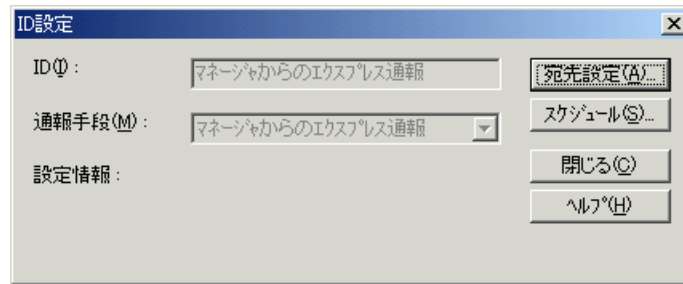 ID設定
ID(I) :
マネージャからのエクスプレス通報
宛先設定(A)...
通報手段(M) :
マネージャからのエクスプレス通報
スケジュール(S)...
設定情報 :
閉じる(C)
ヘルプ(H)